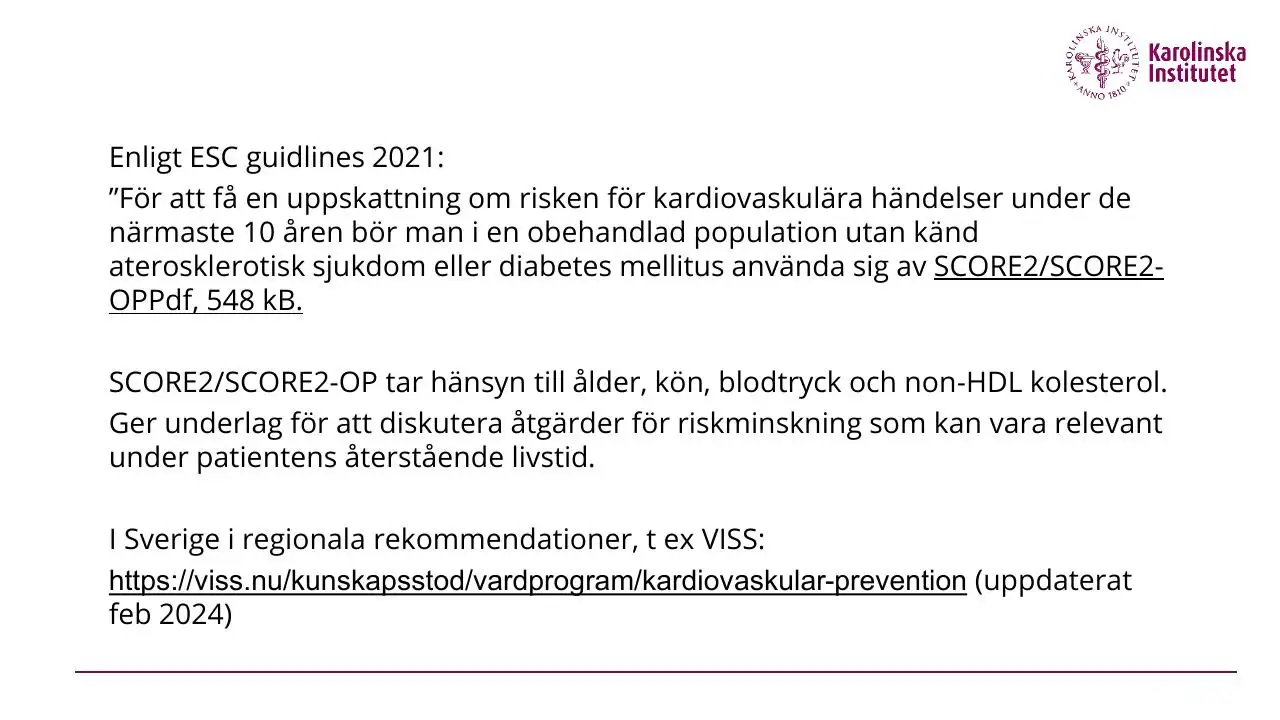 KAROLINSKA INSTITUTET
ANNO 1810
Karolinska
Institutet
Enligt ESC guidlines 2021:
”För att få en uppskattning om risken för kardiovaskulära händelser under de
närmaste 10 åren bör man i en obehandlad population utan känd
aterosklerotisk sjukdom eller diabetes mellitus använda sig av SCORE2/SCORE2-
OPPdf, 548 kB.
SCORE2/SCORE2-OP tar hänsyn till ålder, kön, blodtryck och non-HDL kolesterol.
Ger underlag för att diskutera åtgärder för riskminskning som kan vara relevant
under patientens återstående livstid.
I Sverige i regionala rekommendationer, t ex VISS:
https://viss.nu/kunskapsstod/vardprogram/kardiovaskular-prevention (uppdaterat
feb 2024)